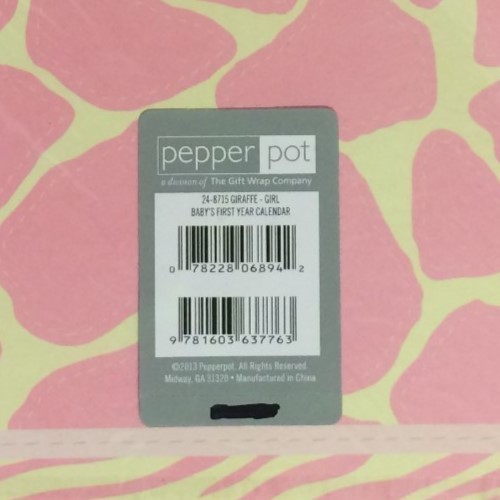 pepper pot
a division of The Gift Wrap Company
24-8715 GIRAFFE - GIRL
BABY'S FIRST YEAR CALENDAR
0 78228 06894 2
9 781603 637763
©2013 Pepperpot. All Rights Reserved
Midway, GA 31320 • Manufactured in China